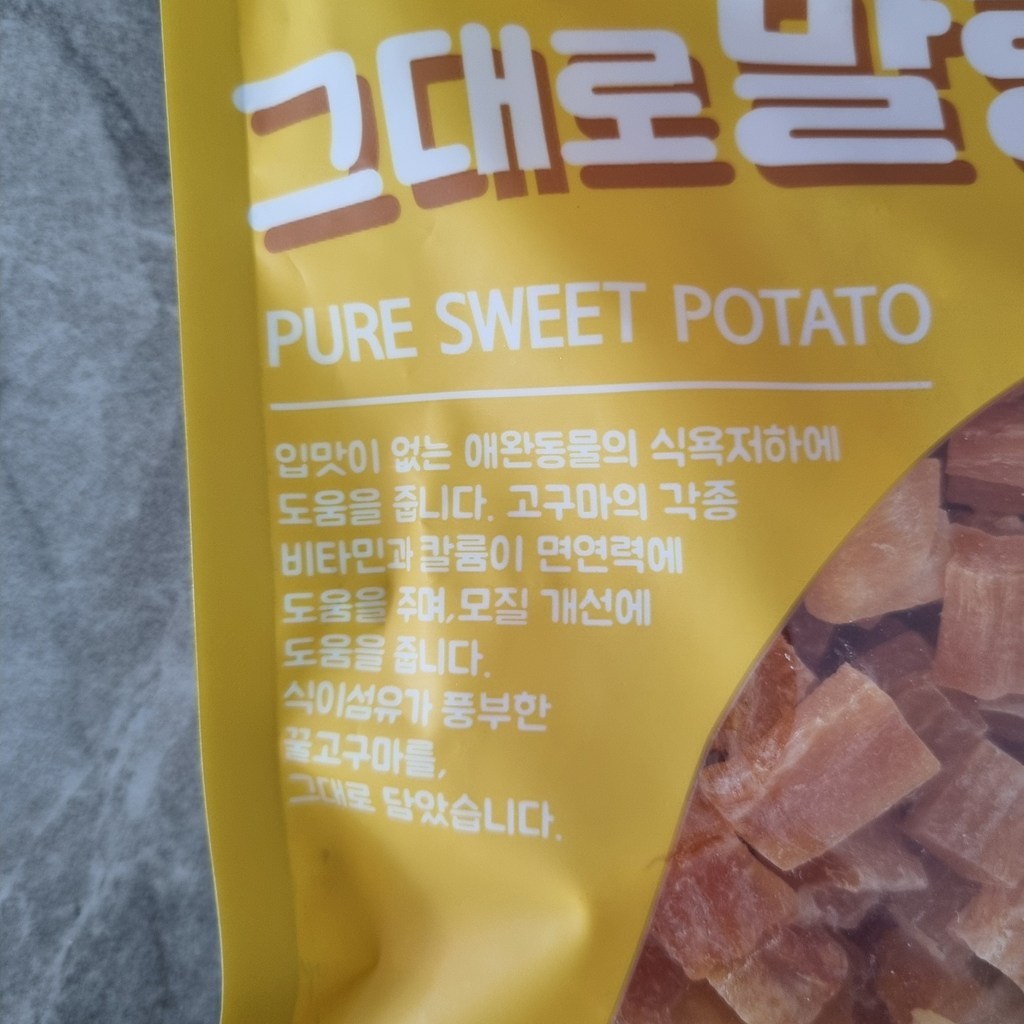 그대로말
PURE SWEET POTATO
입맛이 없는 애완동물의 식욕저하에
도움을 줍니다. 고구마의 각종
비타민과 칼륨이 면연력에
도움을 주며, 모질 개선에
도움을 줍니다.
식이섬유가 풍부한
꿀고구마를,
그대로 담았습니다.